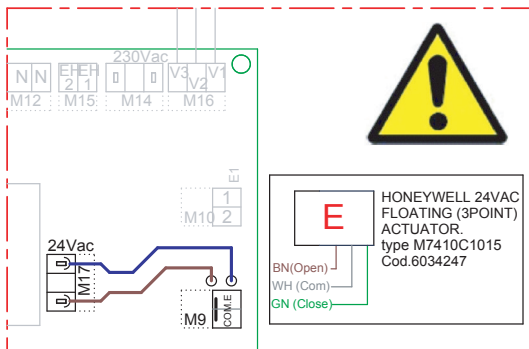 230Vac
N N
EH
2
EH
1
V3
V2
V1
M12
M15
M14
M16
E1
1
2
M10
24Vac
M17
M9
COM.E
E
HONEYWELL 24VAC
FLOATING (3POINT)
ACTUATOR.
type M7410C1015
Cod.6034247
BN(Open)
WH (Com)
GN (Close)